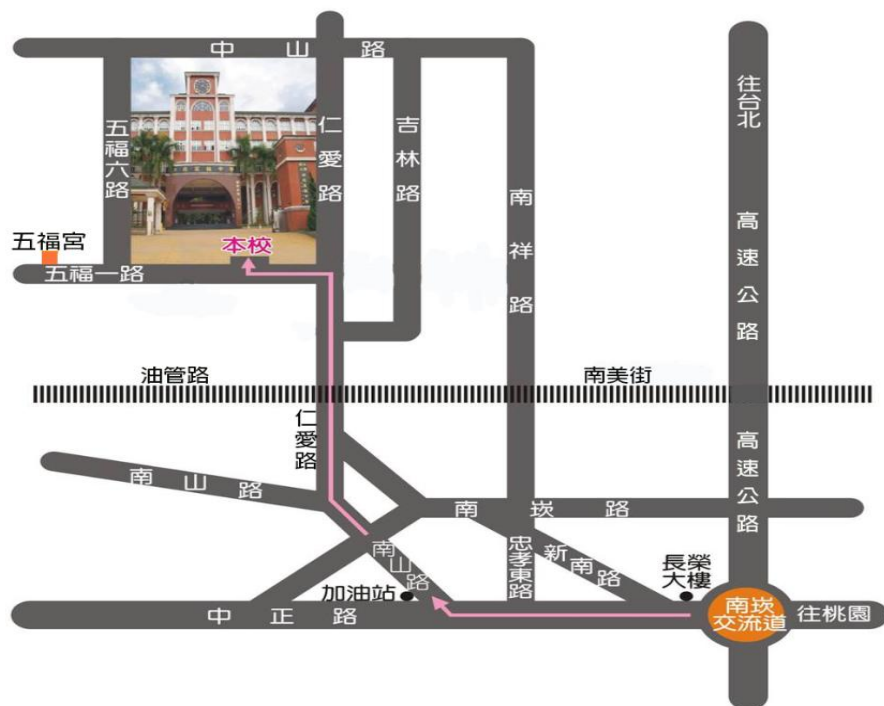 中山路
往台北
五福六路
仁愛路
吉林路
南祥路
高速公路
五福宮
本校
五福一路
油管路
南美街
仁愛路
高速公路
南山路
南崁路
南山路
忠孝東路
新南路
長榮
大樓
加油站
中正路
南崁
交流道
往桃園